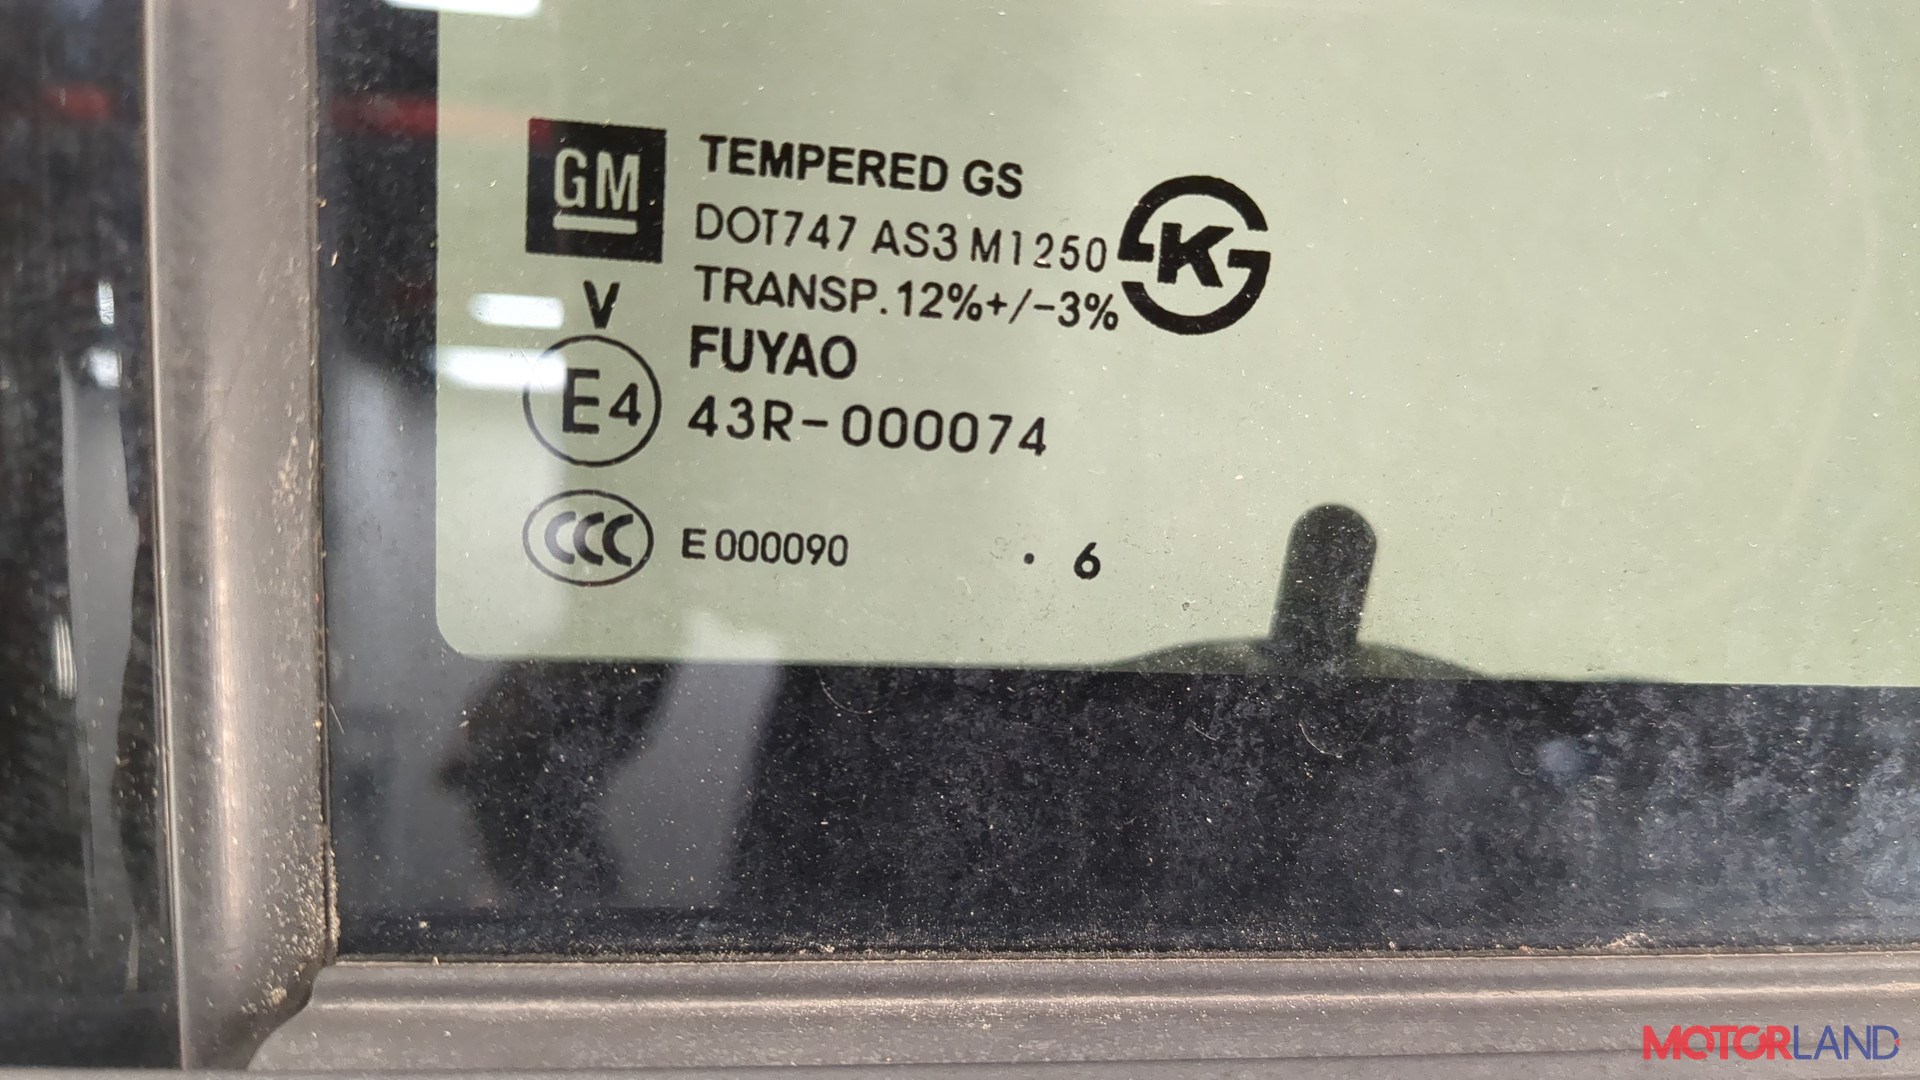 GM
TEMPERED GS
DOT747 AS3 M1250
TRANSP. 12%+/-3%
V
FUYAO
E4
43R-000074
CCC
E000090
. 6
K
MOTORLAND